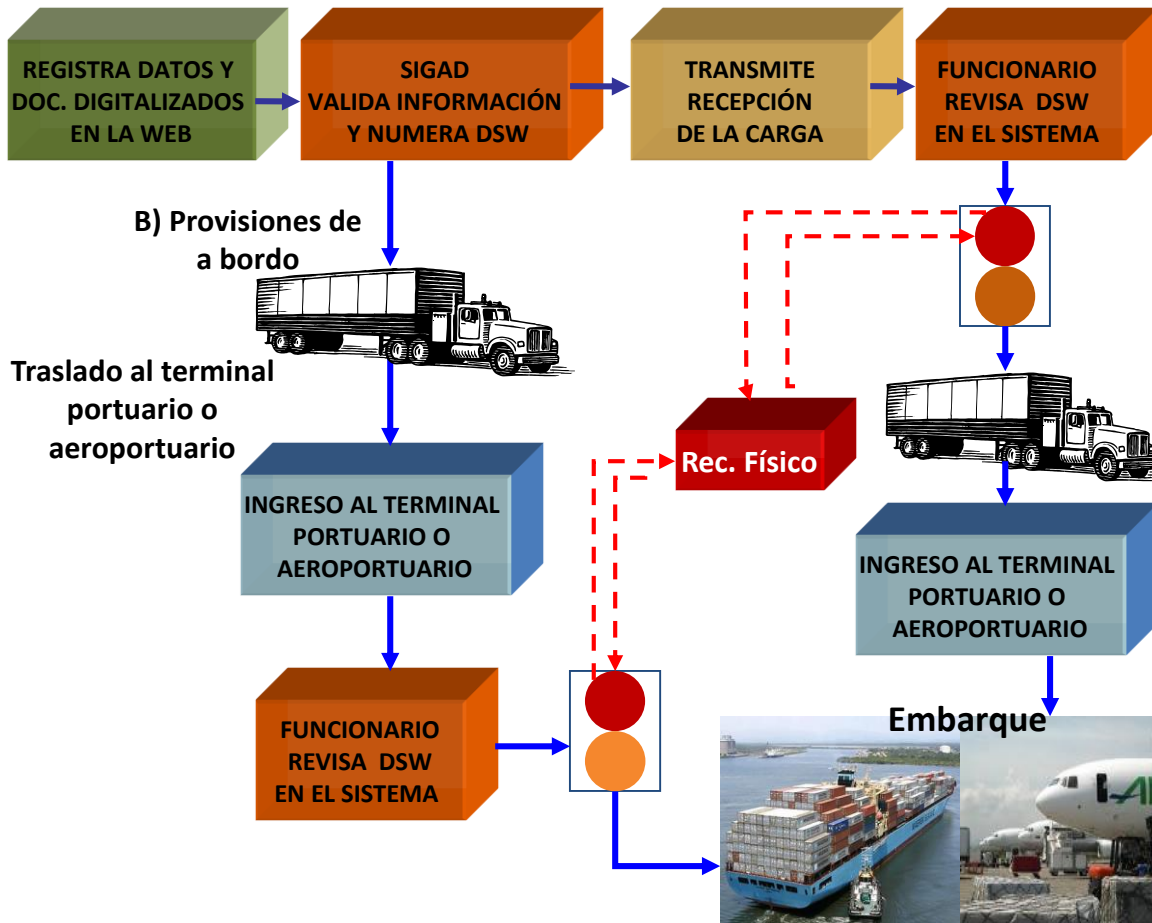 REGISTRA DATOS Y
DOC. DIGITALIZADOS
EN LA WEB
SIGAD
VALIDA INFORMACIÓN
Y NUMERA DSW
TRANSMITE
RECEPCIÓN
DE LA CARGA
FUNCIONARIO
REVISA DSW
EN EL SISTEMA
B) Provisiones de
a bordo
Traslado al terminal
portuario o
aeroportuario
Rec. Físico
INGRESO AL TERMINAL
PORTUARIO O
AEROPORTUARIO
INGRESO AL TERMINAL
PORTUARIO O
AEROPORTUARIO
FUNCIONARIO
REVISA DSW
EN EL SISTEMA
Embarque